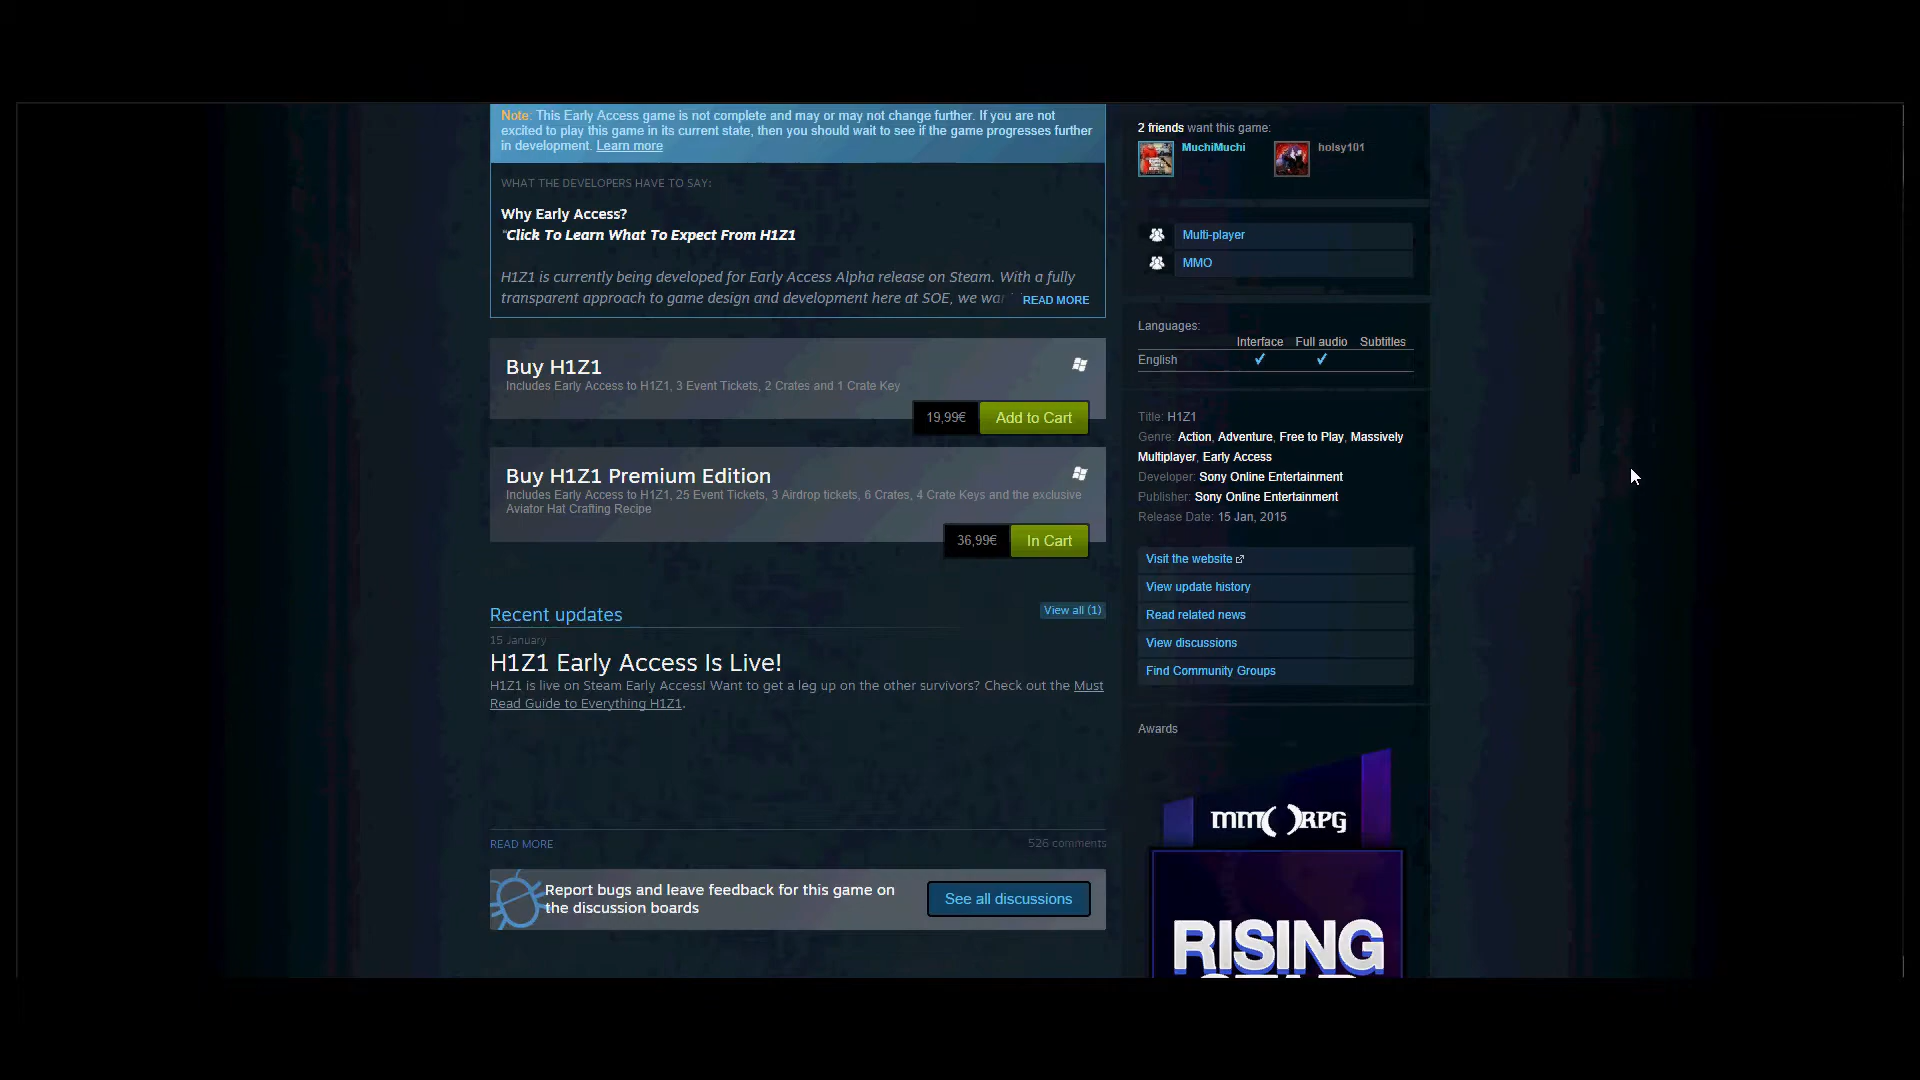 Note: This Early Access game is not complete and may or may not change further. If you are not
excited to play this game in its current state, then you should wait to see if the game progresses further
in development. Learn more
WHAT THE DEVELOPERS HAVE TO SAY:
Why Early Access?
"Click To Learn What To Expect From H1Z1
H1Z1 is currently being developed for Early Access Alpha release on Steam. With a fully
transparent approach to game design and development here at SOE, we wa
READ MORE
Buy H1Z1
Includes Early Access to H1Z1, 3 Event Tickets, 2 Crates and 1 Crate Key
19,99€ Add to Cart
Buy H1Z1 Premium Edition
Includes Early Access to H1Z1, 25 Event Tickets, 3 Airdrop tickets, 6 Crates, 4 Crate Keys and the exclusive
Aviator Hat Crafting Recipe
36,99€ In Cart
Recent updates View all (1)
15 January
H1Z1 Early Access Is Live!
H1Z1 is live on Steam Early Access! Want to get a leg up on the other survivors? Check out the Must
Read Guide to Everything H1Z1.
READ MORE 526 comments
Report bugs and leave feedback for this game on
the discussion boards
See all discussions
2 friends want this game:
MuchiMuchi holsy101
Multi-player
MMO
Languages:
Interface Full audio Subtitles
English ✓ ✓
Title: H1Z1
Genre: Action, Adventure, Free to Play, Massively
Multiplayer, Early Access
Developer: Sony Online Entertainment
Publisher: Sony Online Entertainment
Release Date: 15 Jan, 2015
Visit the website
View update history
Read related news
View discussions
Find Community Groups
Awards
mmORPG
RISING